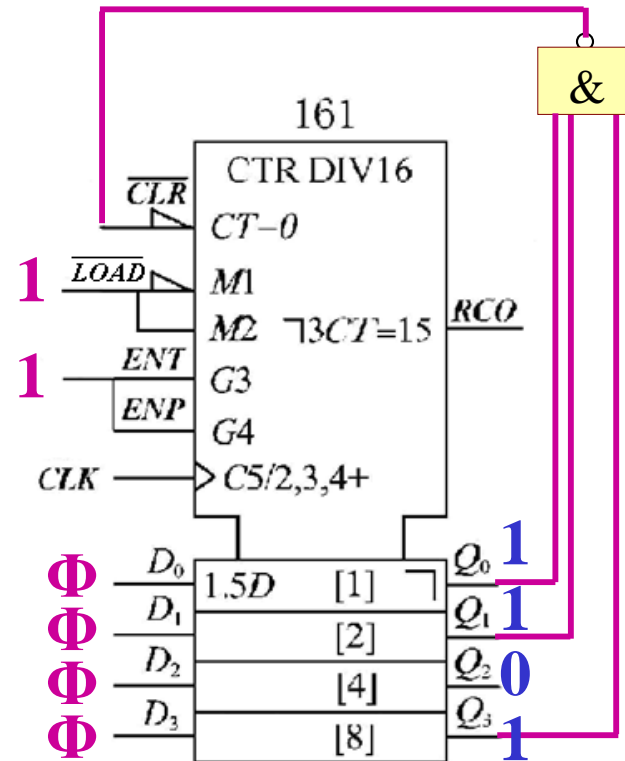 &
161
CTR DIV16
CLR
CT–0
1
LOAD
M1
M2
⅂3CT=15
RCO
1
ENT
G3
ENP
G4
CLK
C5/2,3,4+
Φ
D0
1.5D
[1]
⅂
Q0
1
Φ
D1
[2]
Q1
1
Φ
D2
[4]
Q2
0
Φ
D3
[8]
Q3
1